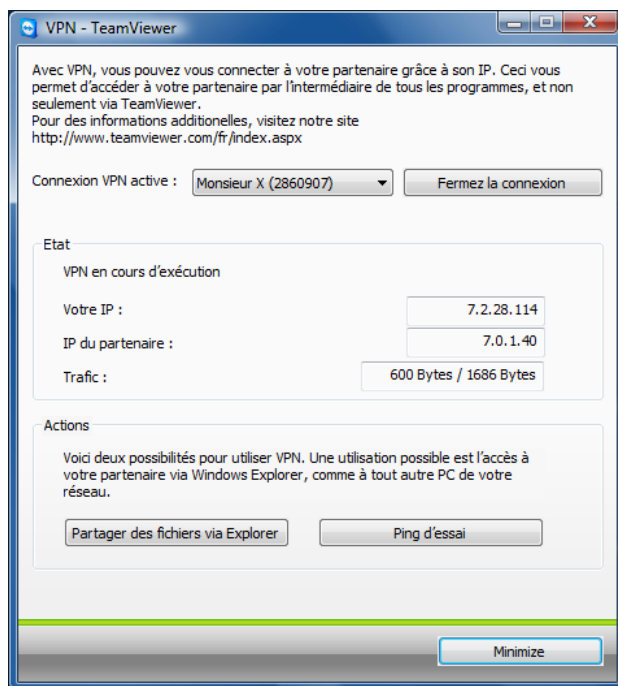 VPN - TeamViewer
Avec VPN, vous pouvez vous connecter à votre partenaire grâce à son IP. Ceci vous
permet d'accéder à votre partenaire par l'intermédiaire de tous les programmes, et non
seulement via TeamViewer.
Pour des informations additionelles, visitez notre site
http://www.teamviewer.com/fr/index.aspx
Connexion VPN active : Monsieur X (2860907) Fermez la connexion
Etat
VPN en cours d'exécution
Votre IP : 7.2.28.114
IP du partenaire : 7.0.1.40
Trafic : 600 Bytes / 1686 Bytes
Actions
Voici deux possibilités pour utiliser VPN. Une utilisation possible est l'accès à
votre partenaire via Windows Explorer, comme à tout autre PC de votre
réseau.
Partager des fichiers via Explorer Ping d'essai
Minimize